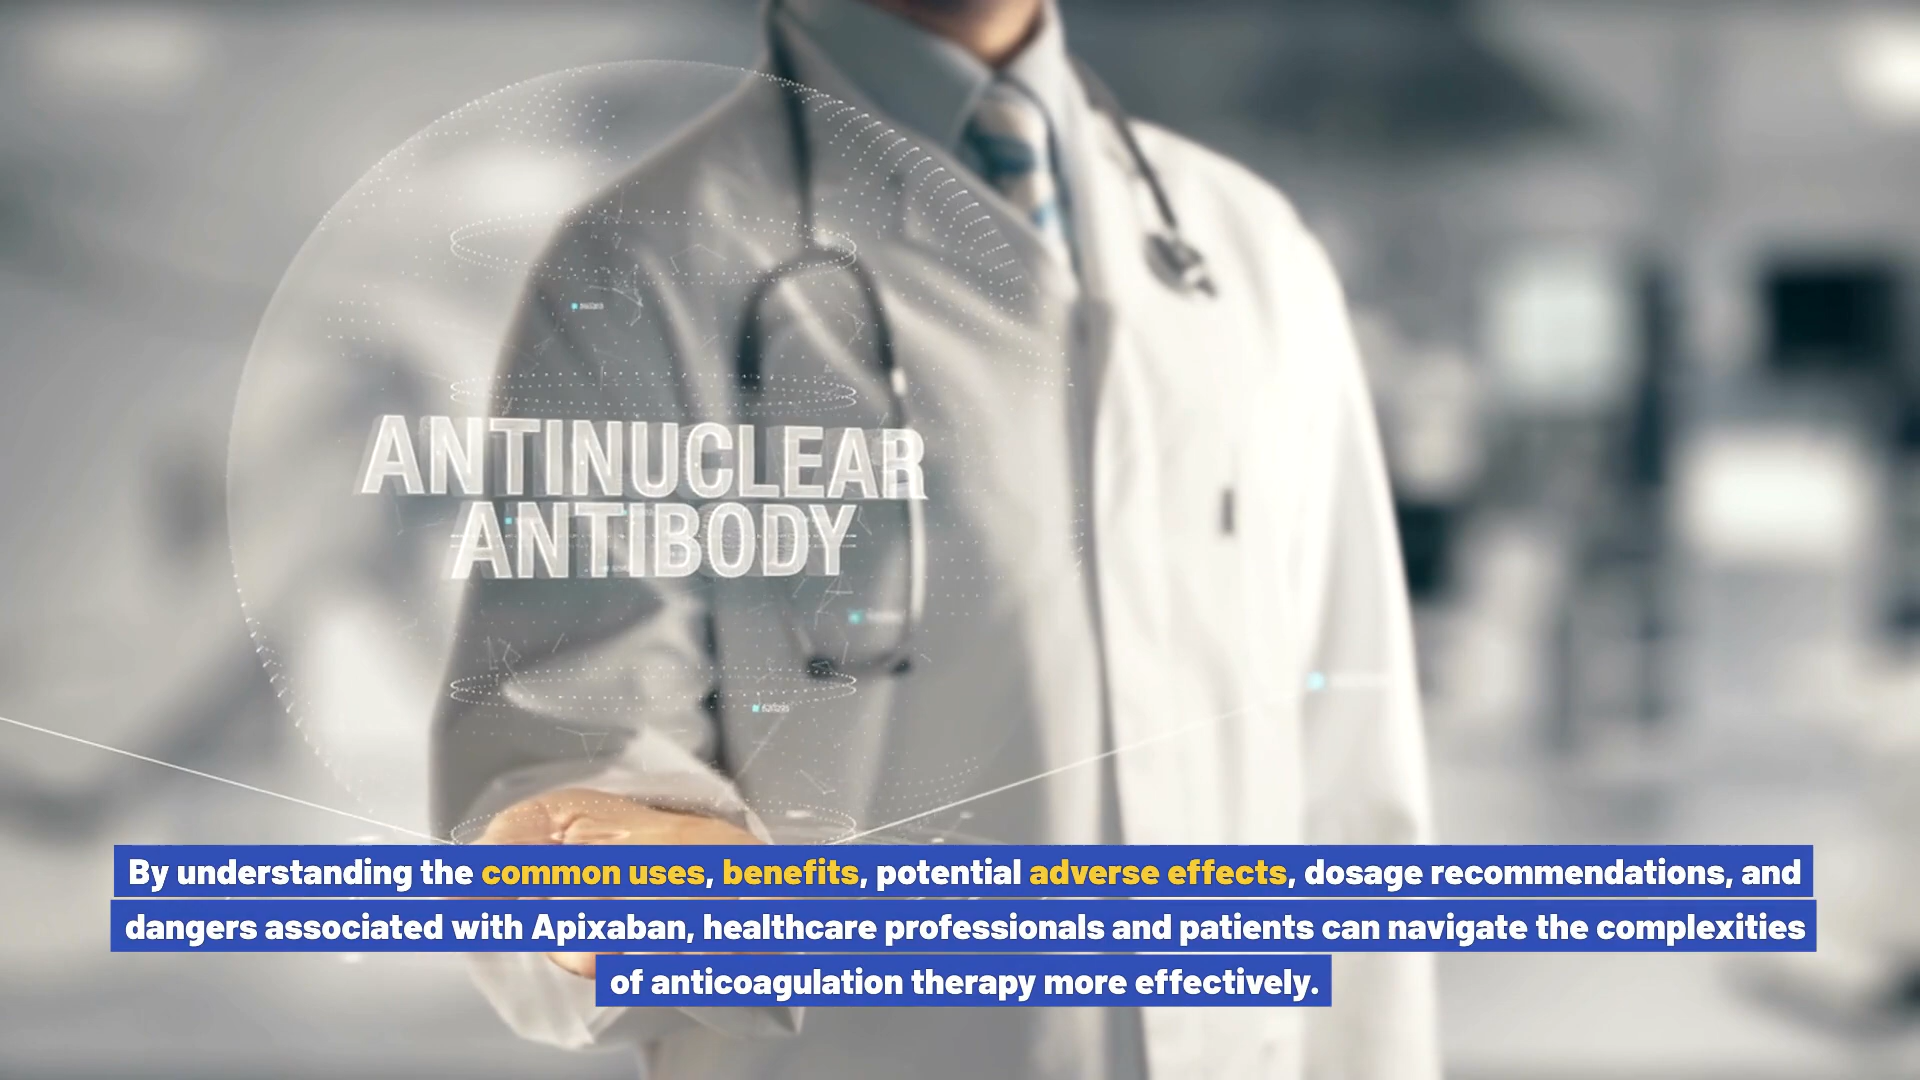 ANTINUCLEAR
ANTIBODY
By understanding the common uses, benefits, potential adverse effects, dosage recommendations, and
dangers associated with Apixaban, healthcare professionals and patients can navigate the complexities
of anticoagulation therapy more effectively.